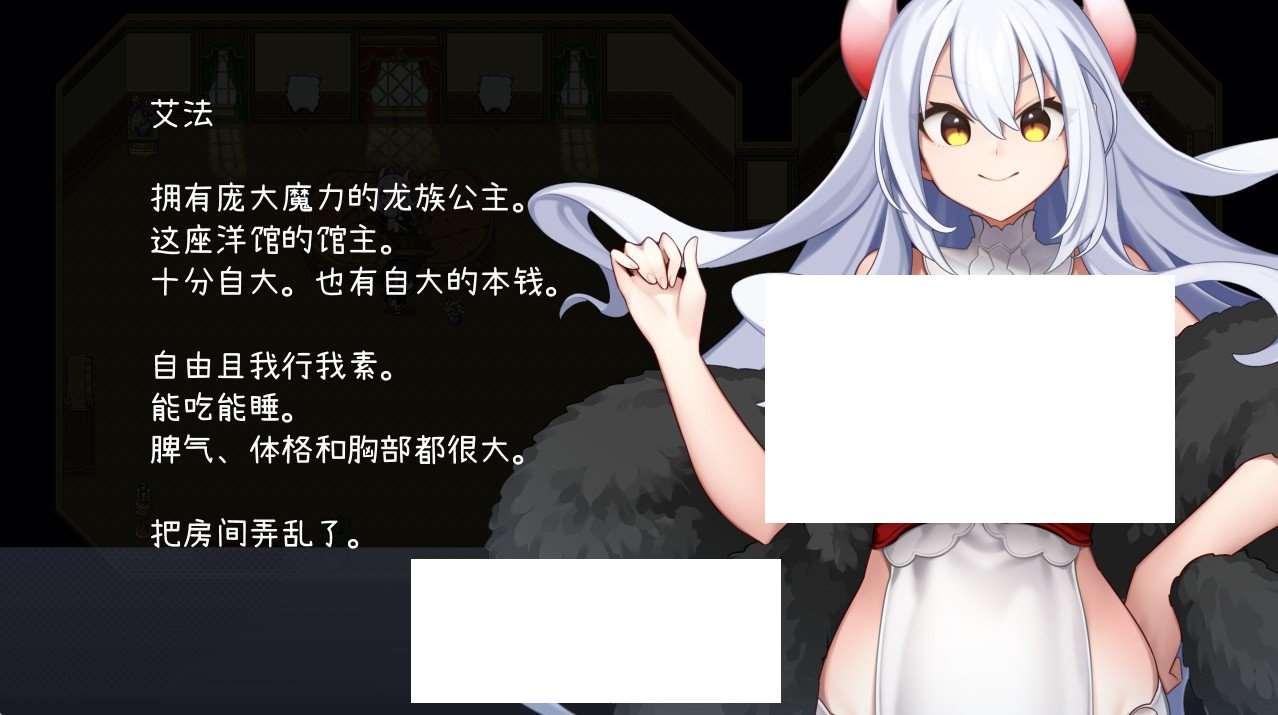 艾法
拥有庞大魔力的龙族公主。
这座洋馆的馆主。
十分自大。也有自大的本钱。
自由且我行我素。
能吃能睡。
脾气、体格和胸部都很大。
把房间弄乱了。